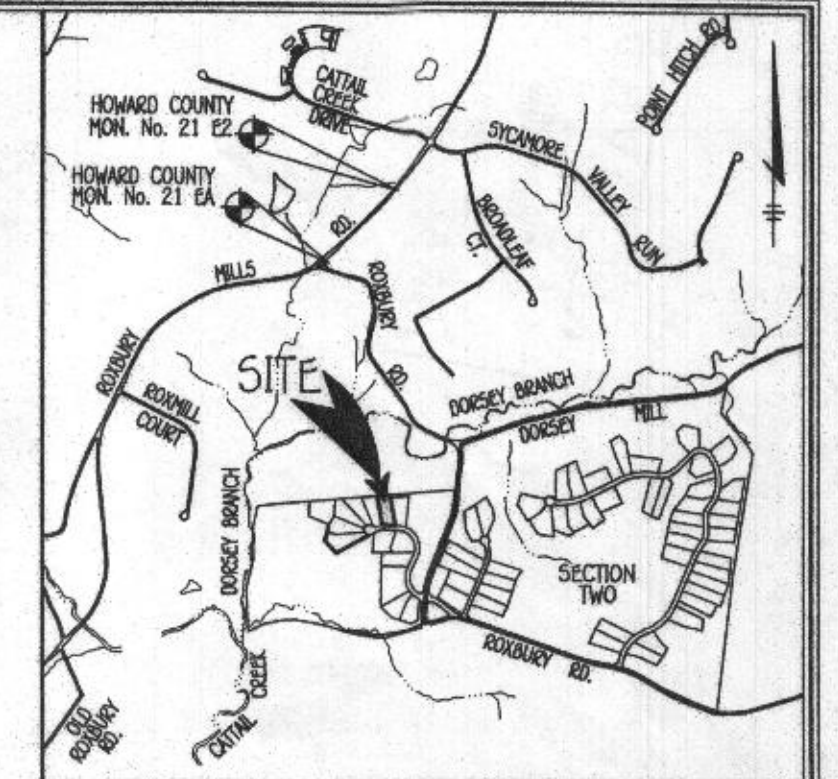 CATTAIL
CREEK
DRIVE
POINT HITCH RD.
HOWARD COUNTY
MON. No. 21 E2
SYCAMORE
VALLEY
RUN
HOWARD COUNTY
MON. No. 21 EA
BROADLEAF
CT.
RD.
MILLS
ROXBURY
ROXBURY
RD.
ROXMILL
COURT
SITE
DORSEY BRANCH
DORSEY
MILL
DORSEY BRANCH
SECTION
TWO
ROXBURY RD.
CREEK
CATTAIL
OLD
ROXBURY
RD.